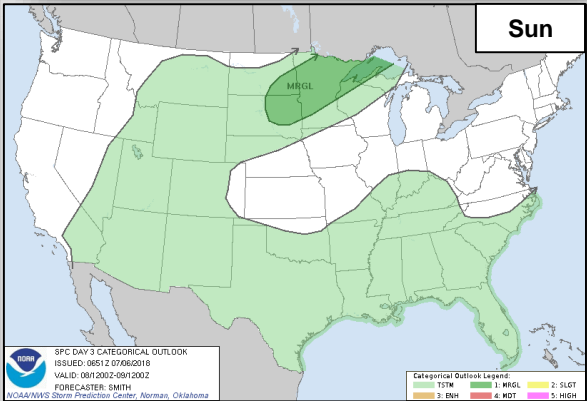 Sun
MRGL
SPC DAY 3 CATEGORICAL OUTLOOK
ISSUED: 0651Z 07/06/2018
VALID: 08/1200Z-09/1200Z
FORECASTER: SMITH
NOAA/NWS Storm Prediction Center, Norman, Oklahoma
NOAA
Categorical Outlook Legend:
TSTM 1: MRGL 2: SLGT
3: ENH 4: MDT 5: HIGH